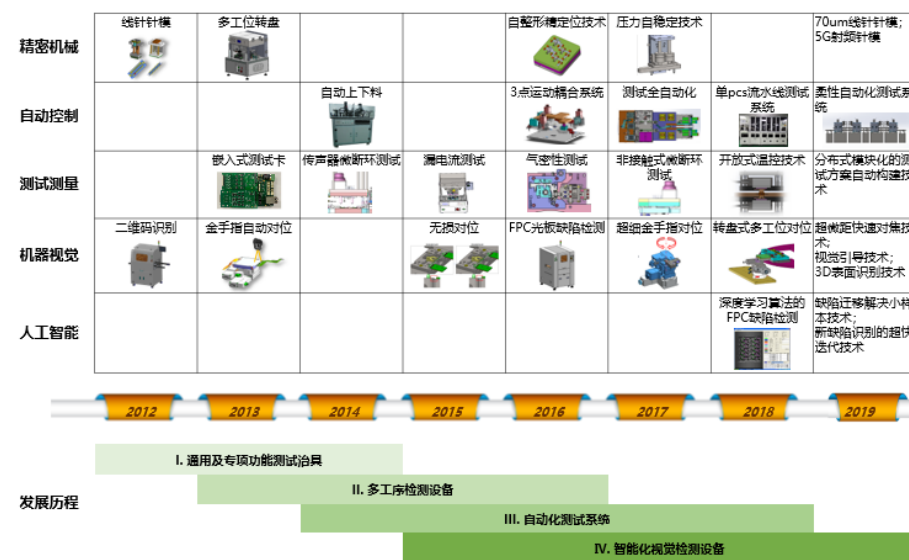 精密机械
线针针模
多工位转盘
自整形精定位技术
压力自稳定技术
70um线针针模;
5G射频针模
自动控制
自动上下料
3点运动耦合系统
测试全自动化
单pcs流水线测试
系统
柔性自动化测试系
统
测试测量
嵌入式测试卡
传声器微断环测试
漏电流测试
气密性测试
非接触式微断环
测试
开放式温控技术
分布式模块化的测
试方案自动构建技
术
机器视觉
二维码识别
金手指自动对位
无损对位
FPC光板缺陷检测
超细金手指对位
转盘式多工位对位
超微距快速对焦技
术;
视觉引导技术;
3D表面识别技术
人工智能
深度学习算法的
FPC缺陷检测
缺陷迁移解决小样
本技术;
新缺陷识别的超快
迭代技术
2012
2013
2014
2015
2016
2017
2018
2019
发展历程
I. 通用及专项功能测试治具
II. 多工序检测设备
III. 自动化测试系统
IV. 智能化视觉检测设备